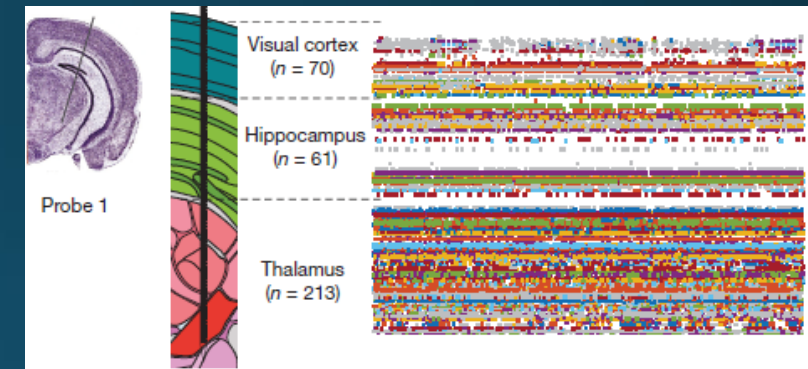 Visual cortex
(n = 70)
Hippocampus
(n = 61)
Probe 1
Thalamus
(n = 213)